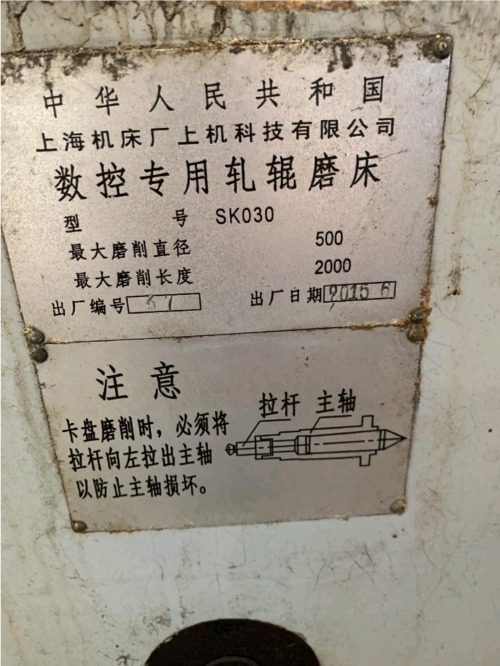 中华人民共和国
上海机床厂上机科技有限公司
数控专用轧辊磨床
型 号 SK030
最大磨削直径 500
最大磨削长度 2000
出厂编号 出厂日期 2015 6
注意
卡盘磨削时,必须将
拉杆向左拉出主轴
以防止主轴损坏。
拉杆 主轴